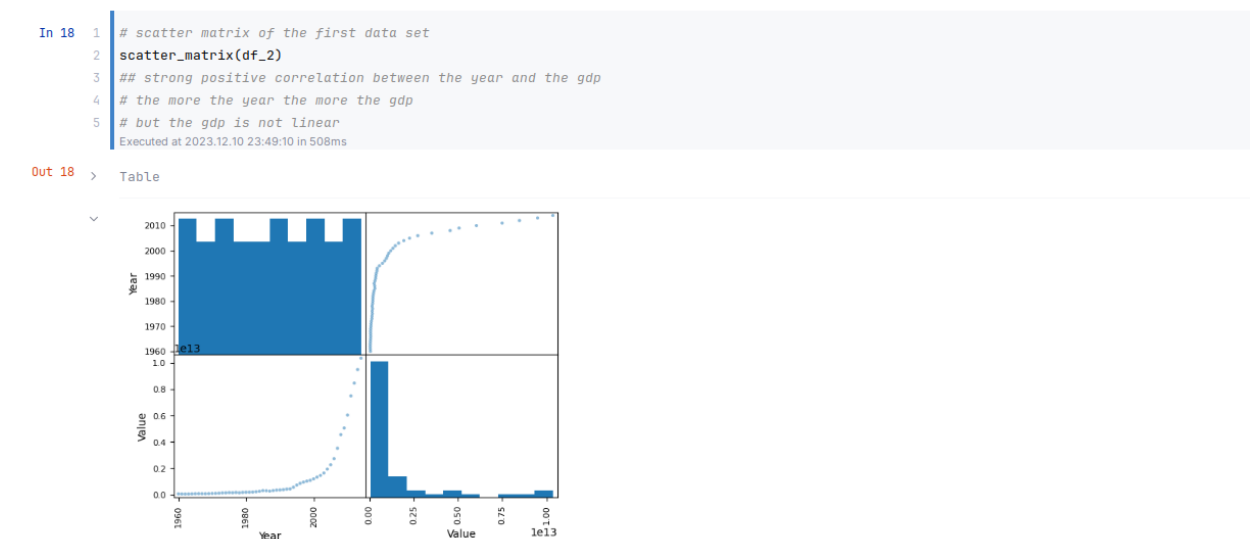 In 18
1 # scatter matrix of the first data set
2 scatter_matrix(df_2)
3 ## strong positive correlation between the year and the gdp
4 # the more the year the more the gdp
5 # but the gdp is not linear
Executed at 2023.12.10 23:49:10 in 508ms
Out 18 > Table
2010
2000
1990
1980
1970
1960
Year
1e13
1.0
0.8
0.6
0.4
0.2
0.0
Value
1960
1980
2000
Year
0.00
0.25
0.50
0.75
1.00
Value
1e13